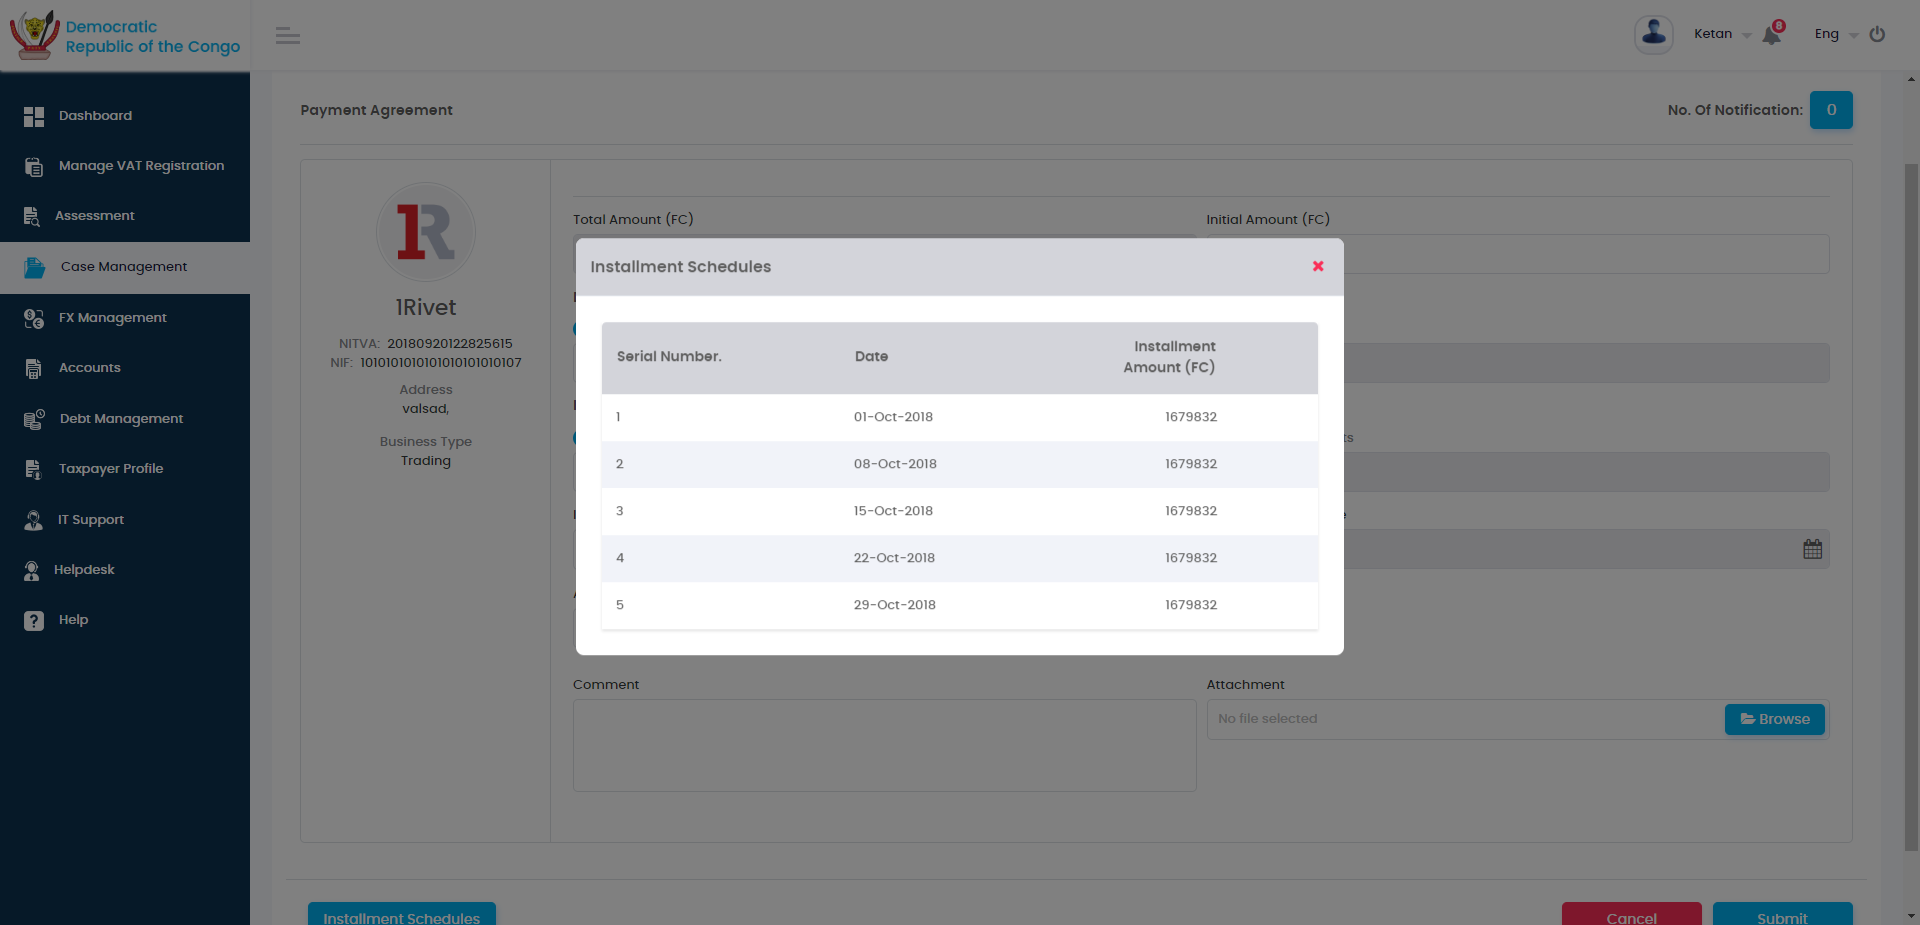 Democratic
Republic of the Congo
Ketan
8
Eng
Dashboard
Manage VAT Registration
Assessment
Case Management
FX Management
Accounts
Debt Management
Taxpayer Profile
IT Support
Helpdesk
Help
Payment Agreement
No. Of Notification: 0
1R
1Rivet
NITVA: 20180920122825615
NIF: 1010101010101010101010107
Address
valsad,
Business Type
Trading
Total Amount (FC)
Initial Amount (FC)
Installment Schedules
Serial Number. Date Installment Amount (FC)
1 01-Oct-2018 1679832
2 08-Oct-2018 1679832
3 15-Oct-2018 1679832
4 22-Oct-2018 1679832
5 29-Oct-2018 1679832
Comment
Attachment
No file selected
Browse
Installment Schedules
Cancel
Submit